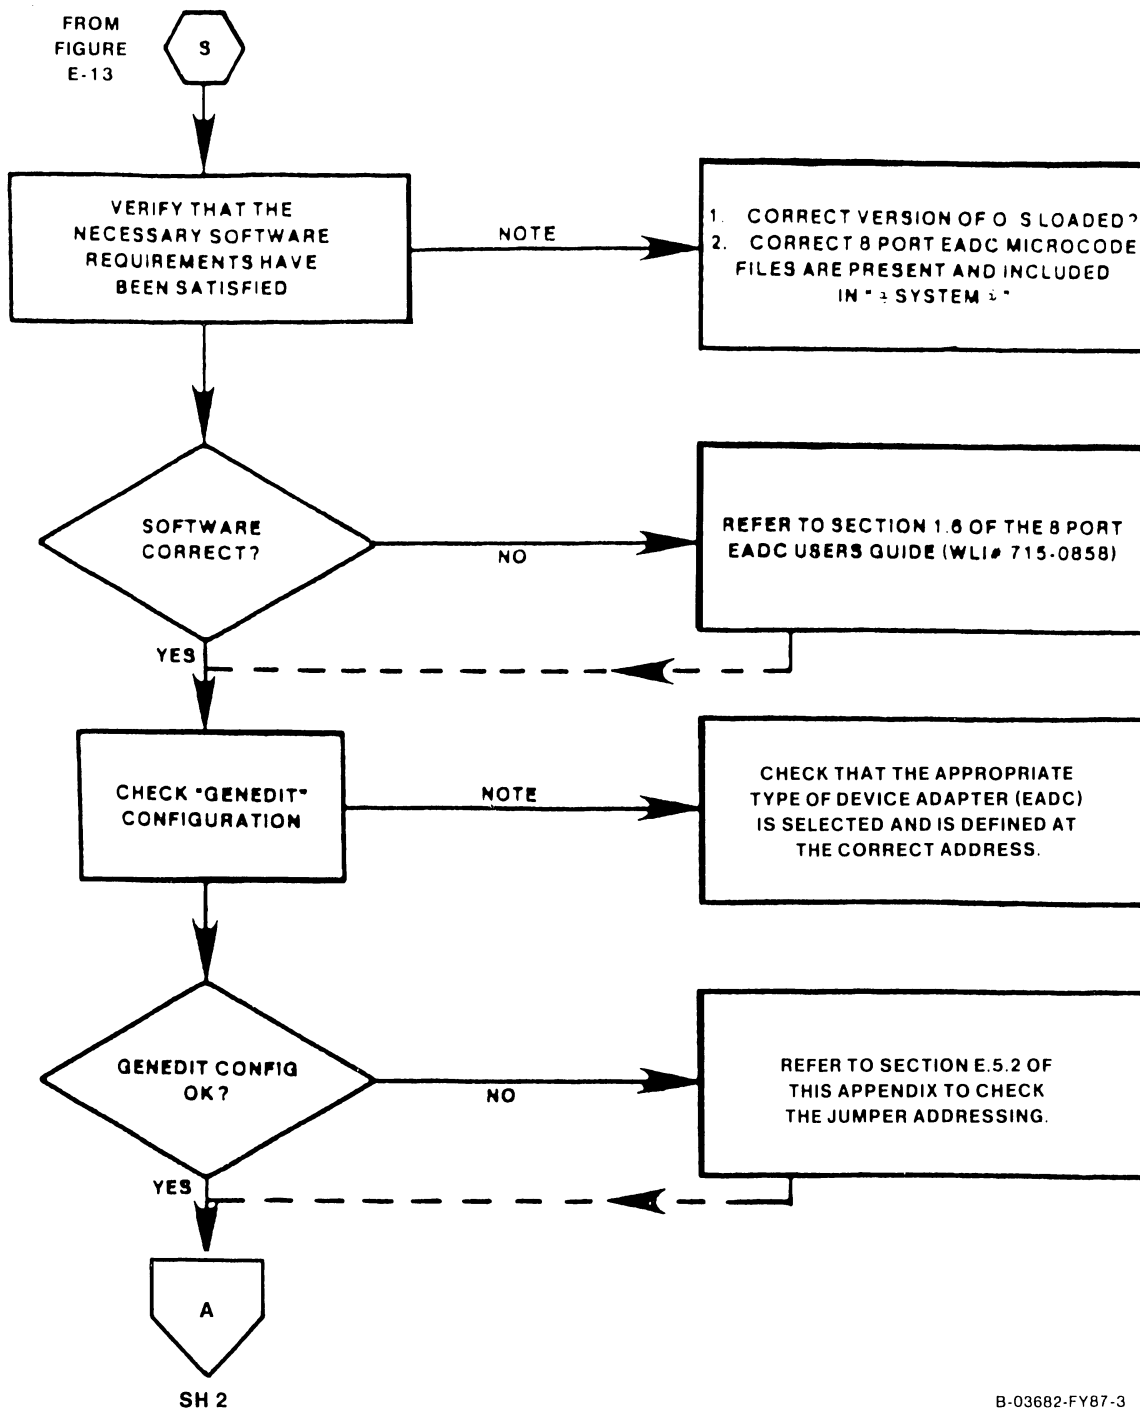 FROM
FIGURE
E-13
S
VERIFY THAT THE
NECESSARY SOFTWARE
REQUIREMENTS HAVE
BEEN SATISFIED
NOTE
1. CORRECT VERSION OF O S LOADED?
2. CORRECT 8 PORT EADC MICROCODE
FILES ARE PRESENT AND INCLUDED
IN " SYSTEM "
SOFTWARE
CORRECT?
NO
REFER TO SECTION 1.6 OF THE 8 PORT
EADC USERS GUIDE (WLI# 715-0858)
YES
CHECK "GENEDIT"
CONFIGURATION
NOTE
CHECK THAT THE APPROPRIATE
TYPE OF DEVICE ADAPTER (EADC)
IS SELECTED AND IS DEFINED AT
THE CORRECT ADDRESS.
GENEDIT CONFIG
OK?
NO
REFER TO SECTION E.5.2 OF
THIS APPENDIX TO CHECK
THE JUMPER ADDRESSING.
YES
A
SH 2
B-03682-FY87-3